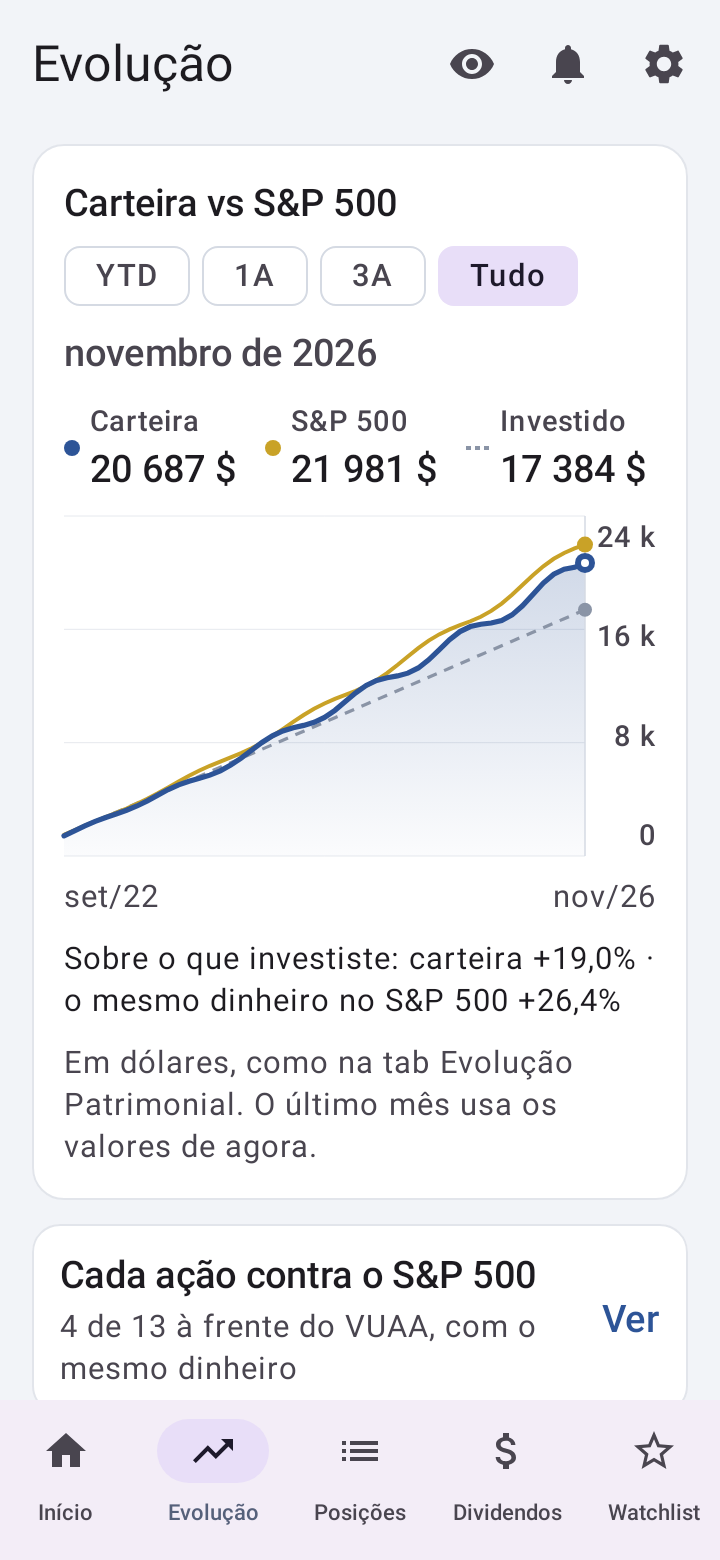 Evolução
Carteira vs S&P 500
YTD
1A
3A
Tudo
novembro de 2026
Carteira
20 687 $
S&P 500
21 981 $
Investido
17 384 $
24 k
16 k
8 k
0
set/22
nov/26
Sobre o que investiste: carteira +19,0% ·
o mesmo dinheiro no S&P 500 +26,4%
Em dólares, como na tab Evolução
Patrimonial. O último mês usa os
valores de agora.
Cada ação contra o S&P 500
4 de 13 à frente do VUAA, com o
mesmo dinheiro
Ver
Início
Evolução
Posições
Dividendos
Watchlist